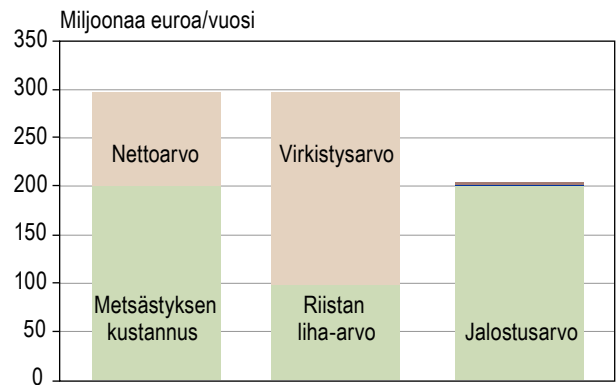 Miljoonaa euroa/vuosi
350
300
250
200
150
100
50
0
Nettoarvo
Virkistysarvo
Metsästyksen
kustannus
Riistan
liha-arvo
Jalostusarvo